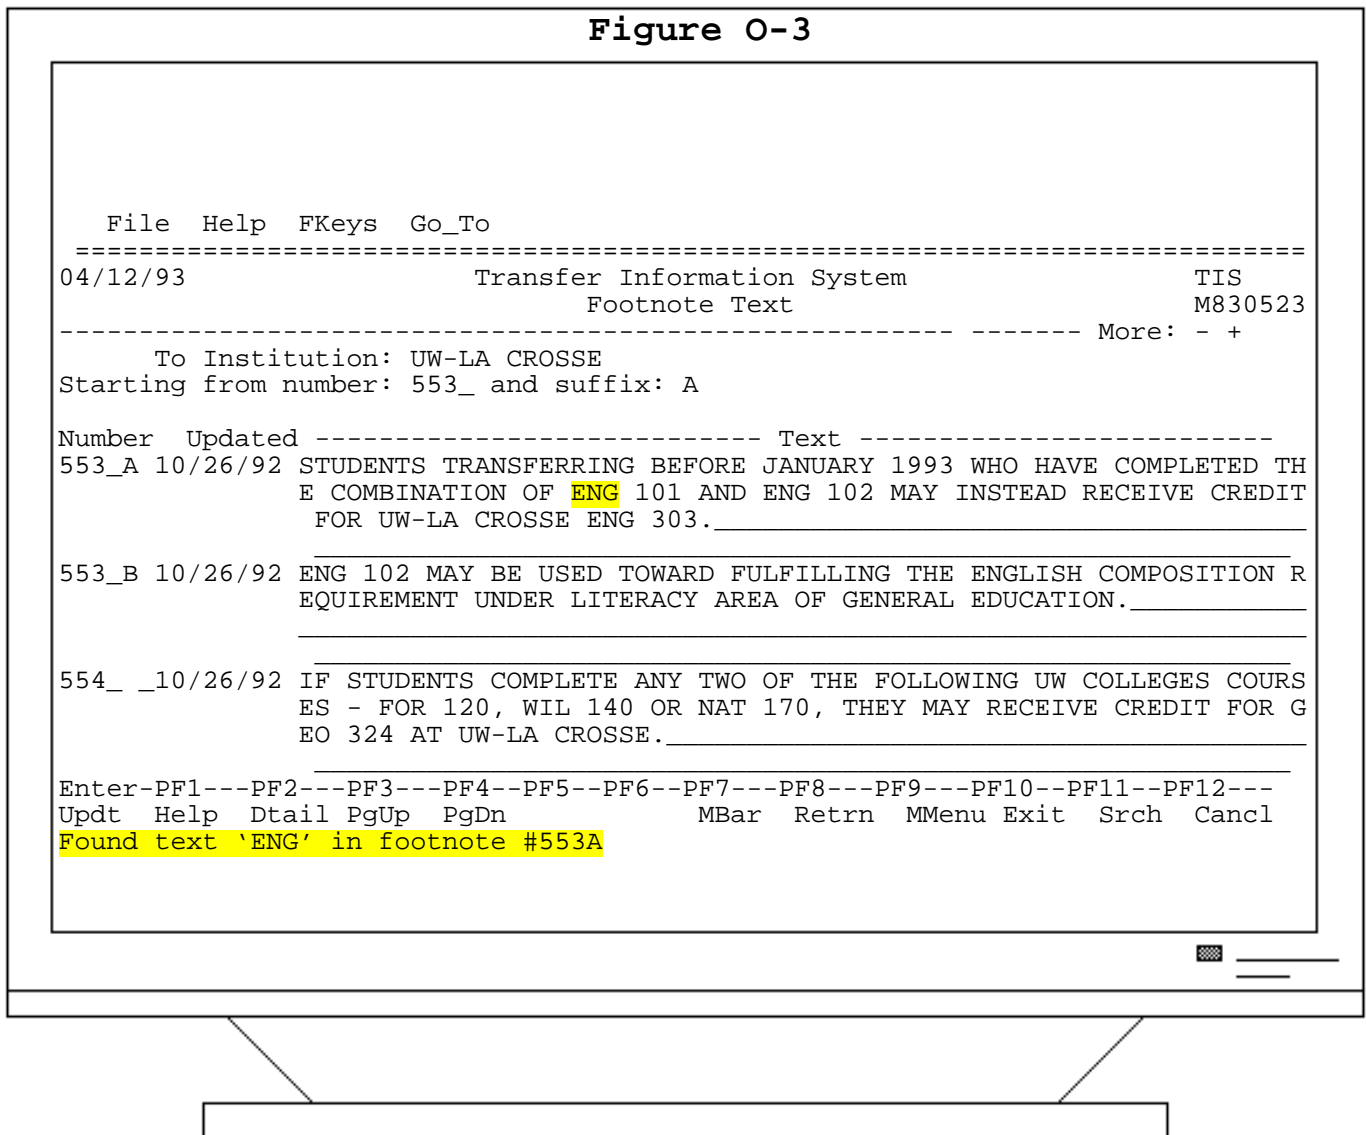 Figure O-3
File  Help  FKeys  Go_To
=============================================================================
04/12/93                  Transfer Information System                  TIS
Footnote Text                         M830523
-------------------------------------------------------- ------- More: - +
To Institution: UW-LA CROSSE
Starting from number: 553_ and suffix: A
Number  Updated ---------------------------- Text --------------------------
553_A 10/26/92 STUDENTS TRANSFERRING BEFORE JANUARY 1993 WHO HAVE COMPLETED TH
E COMBINATION OF ENG 101 AND ENG 102 MAY INSTEAD RECEIVE CREDIT
FOR UW-LA CROSSE ENG 303._____________________________________
_____________________________________________________________
553_B 10/26/92 ENG 102 MAY BE USED TOWARD FULFILLING THE ENGLISH COMPOSITION R
EQUIREMENT UNDER LITERACY AREA OF GENERAL EDUCATION.___________
_______________________________________________________________
_____________________________________________________________
554_ _10/26/92 IF STUDENTS COMPLETE ANY TWO OF THE FOLLOWING UW COLLEGES COURS
ES - FOR 120, WIL 140 OR NAT 170, THEY MAY RECEIVE CREDIT FOR G
EO 324 AT UW-LA CROSSE.________________________________________
_____________________________________________________________
Enter-PF1---PF2---PF3---PF4--PF5--PF6--PF7---PF8---PF9---PF10--PF11--PF12---
Updt  Help  Dtail PgUp  PgDn            MBar  Retrn  MMenu Exit  Srch  Cancl
Found text ‘ENG’ in footnote #553A